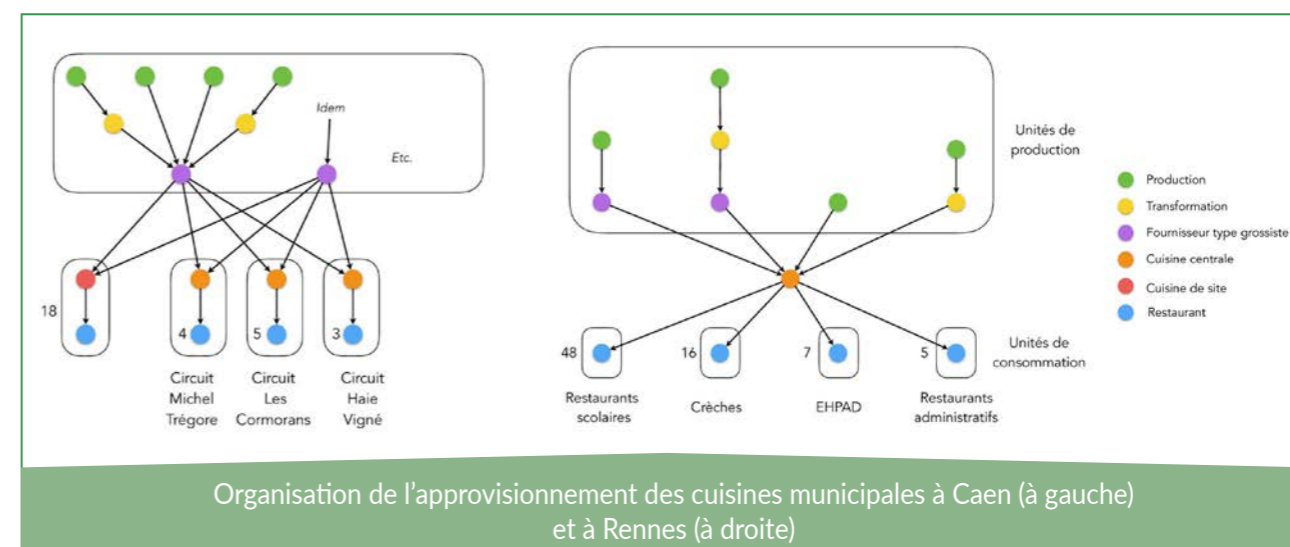 Idem
Etc.
18
4
5
3
Circuit
Michel
Trégore
Circuit
Les
Cormorans
Circuit
Haie
Vigné
Unités de
production
48
16
7
5
Unités de
consommation
Restaurants
scolaires
Crèches
EHPAD
Restaurants
administratifs
Production
Transformation
Fournisseur type grossiste
Cuisine centrale
Cuisine de site
Restaurant
Organisation de l’approvisionnement des cuisines municipales à Caen (à gauche)
et à Rennes (à droite)